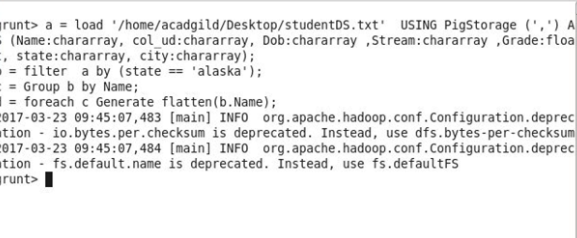 grunt> a = load '/home/acadgild/Desktop/studentDS.txt'  USING PigStorage (',') A
S (Name:chararray, col_ud:chararray, Dob:chararray ,Stream:chararray ,Grade:floa
t, state:chararray, city:chararray);
= filter  a by (state == 'alaska');
= Group b by Name;
= foreach c Generate flatten(b.Name);
2017-03-23 09:45:07,483 [main] INFO  org.apache.hadoop.conf.Configuration.deprec
ation - io.bytes.per.checksum is deprecated. Instead, use dfs.bytes-per-checksum
2017-03-23 09:45:07,484 [main] INFO  org.apache.hadoop.conf.Configuration.deprec
ation - fs.default.name is deprecated. Instead, use fs.defaultFS
grunt>